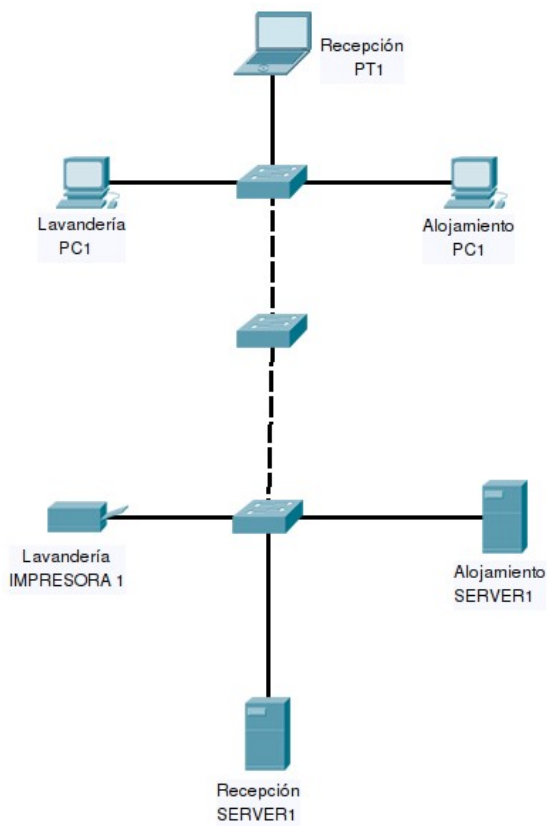 Recepción
PT1
Lavandería
PC1
Alojamiento
PC1
Lavandería
IMPRESORA 1
Alojamiento
SERVER1
Recepción
SERVER1